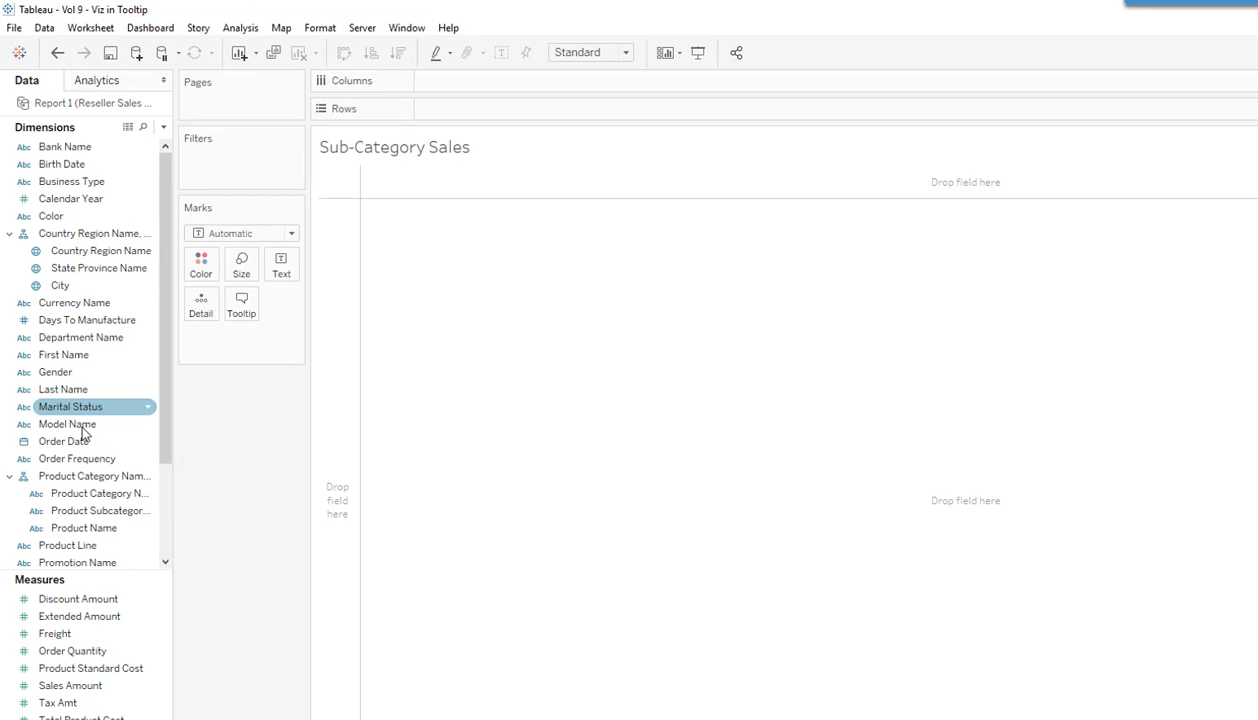 Tableau - Vol 9 - Viz in Tooltip
File Data Worksheet Dashboard Story Analysis Map Format Server Window Help
Standard
Data Analytics
Pages
Columns
Report 1 (Reseller Sales ...
Rows
Dimensions
Filters
Bank Name
Birth Date
Business Type
Calendar Year
Color
Country Region Name, ...
Country Region Name
State Province Name
City
Currency Name
Days To Manufacture
Department Name
First Name
Gender
Last Name
Marital Status
Model Name
Order Date
Order Frequency
Product Category Nam...
Product Category N...
Product Subcategor...
Product Name
Product Line
Promotion Name
Measures
Discount Amount
Extended Amount
Freight
Order Quantity
Product Standard Cost
Sales Amount
Tax Amt
Total Product Cost
Marks
Automatic
Color Size Text
Detail Tooltip
Sub-Category Sales
Drop field here
Drop
field
here
Drop field here